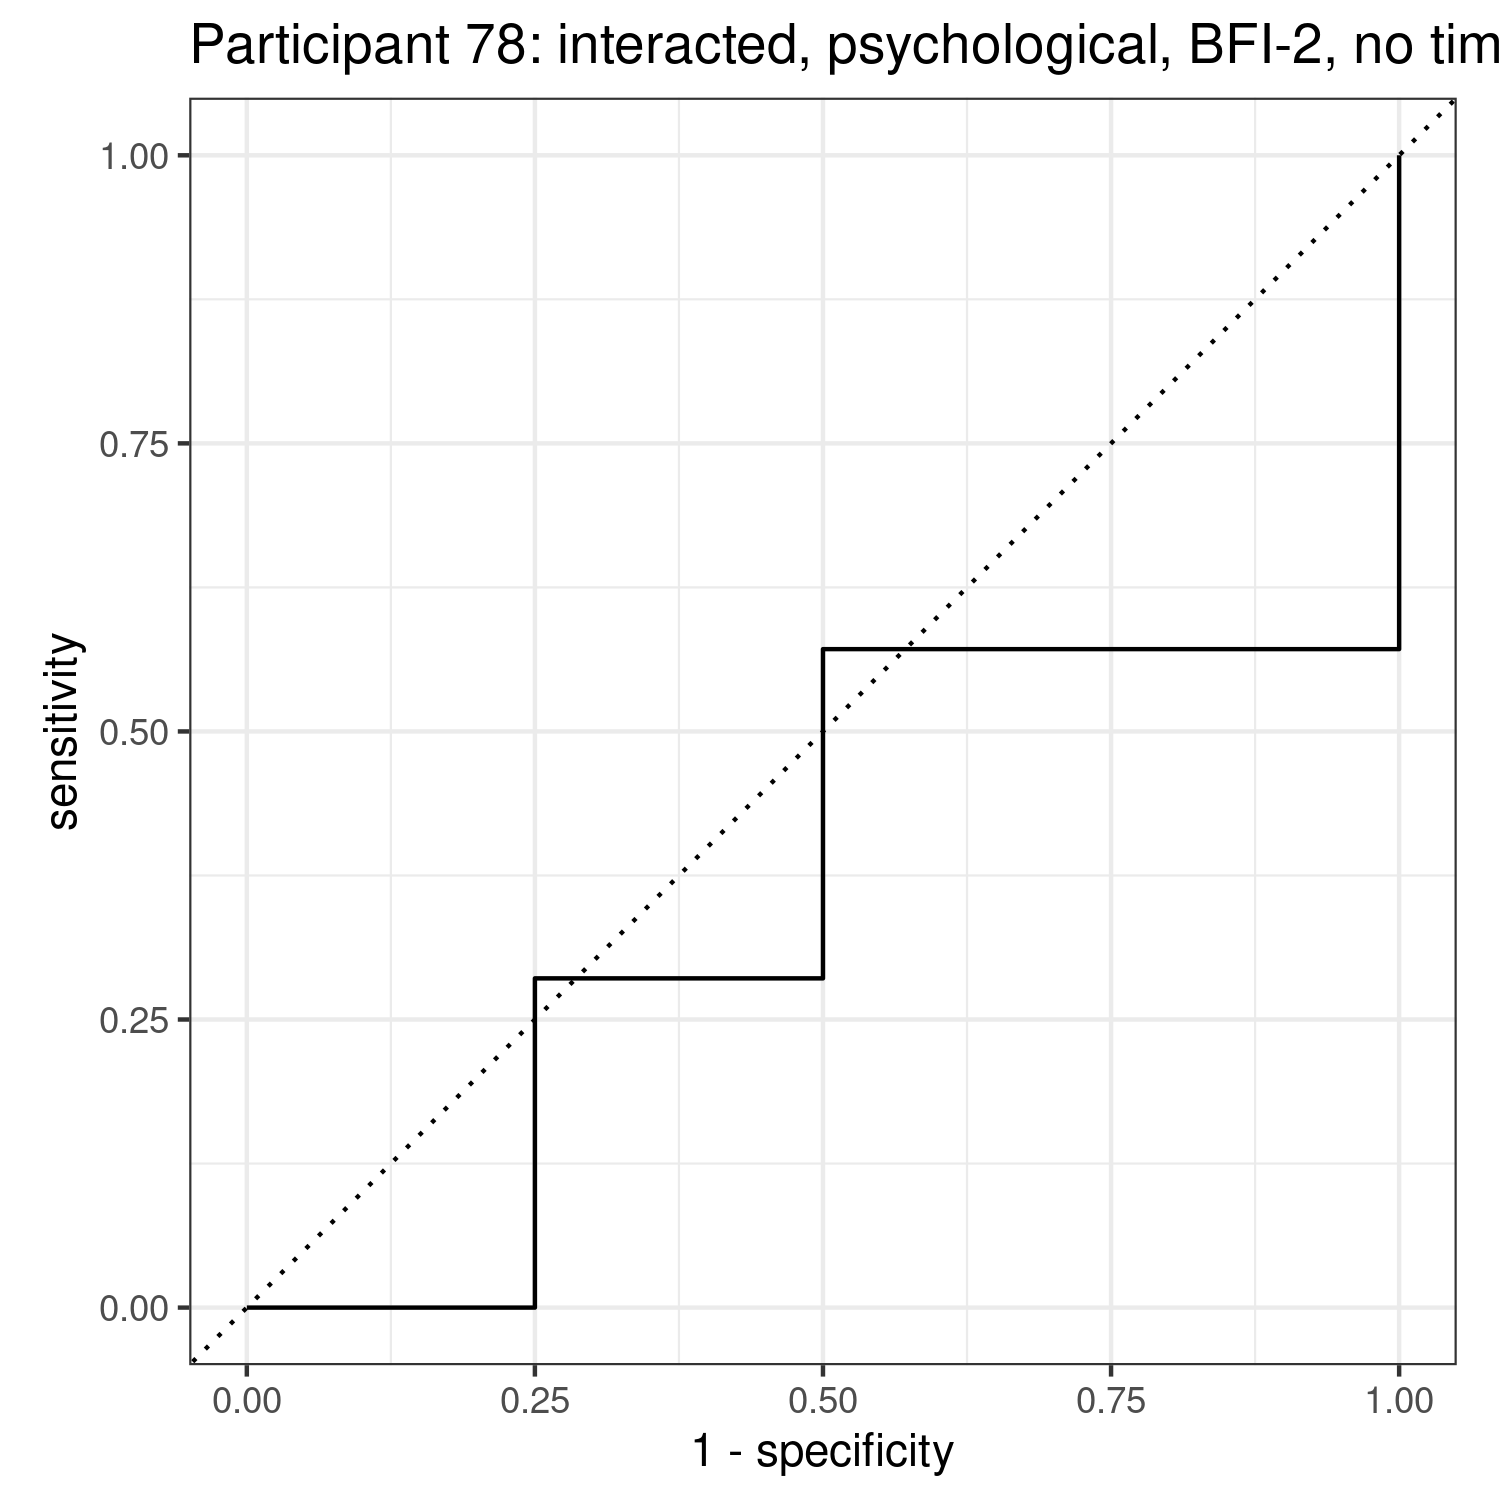 Participant 78: interacted, psychological, BFI-2, no tim
1.00
0.75
0.50
0.25
0.00
sensitivity
0.00 0.25 0.50 0.75 1.00
1 - specificity